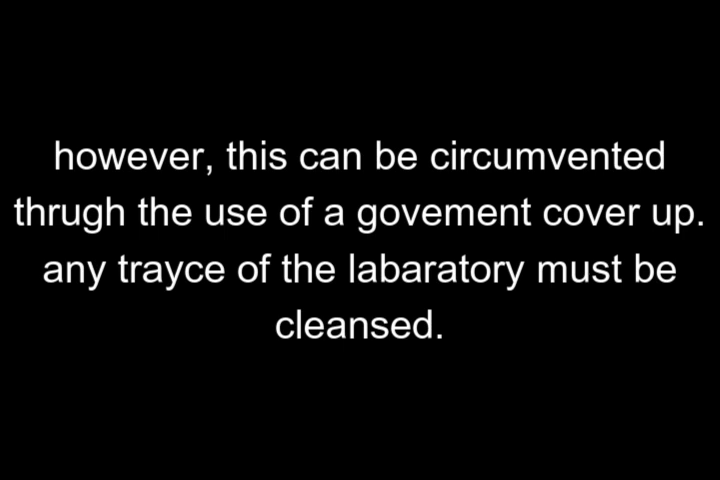 however, this can be circumvented
thrugh the use of a govement cover up.
any trayce of the labaratory must be
cleansed.